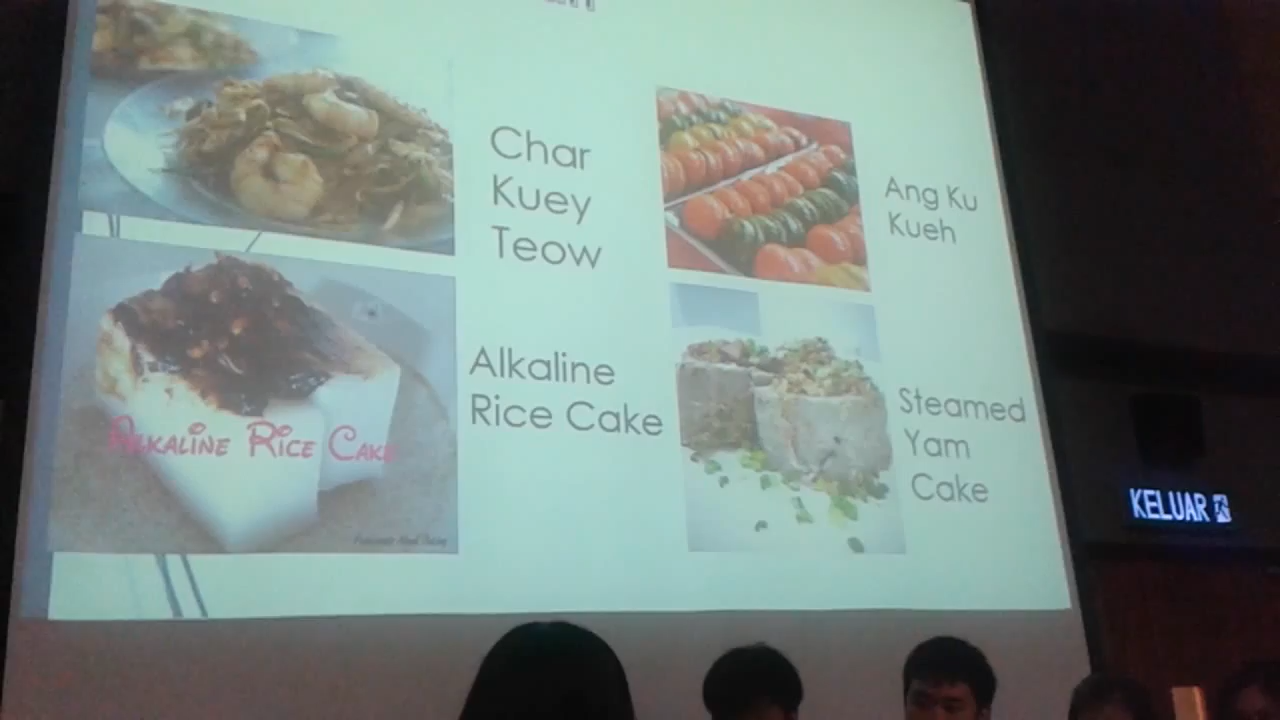 Char
Kuey
Teow
Ang Ku
Kueh
Alkaline
Rice Cake
ALKALINE RICE CAKE
Steamed
Yam
Cake
KELUAR